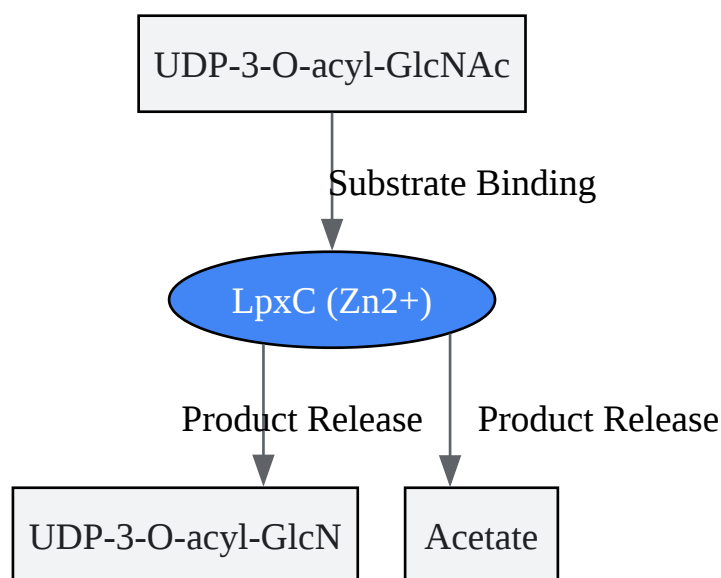 UDP-3-O-acyl-GlcNAc
Substrate Binding
LpxC (Zn2+)
Product Release
Product Release
UDP-3-O-acyl-GlcN
Acetate